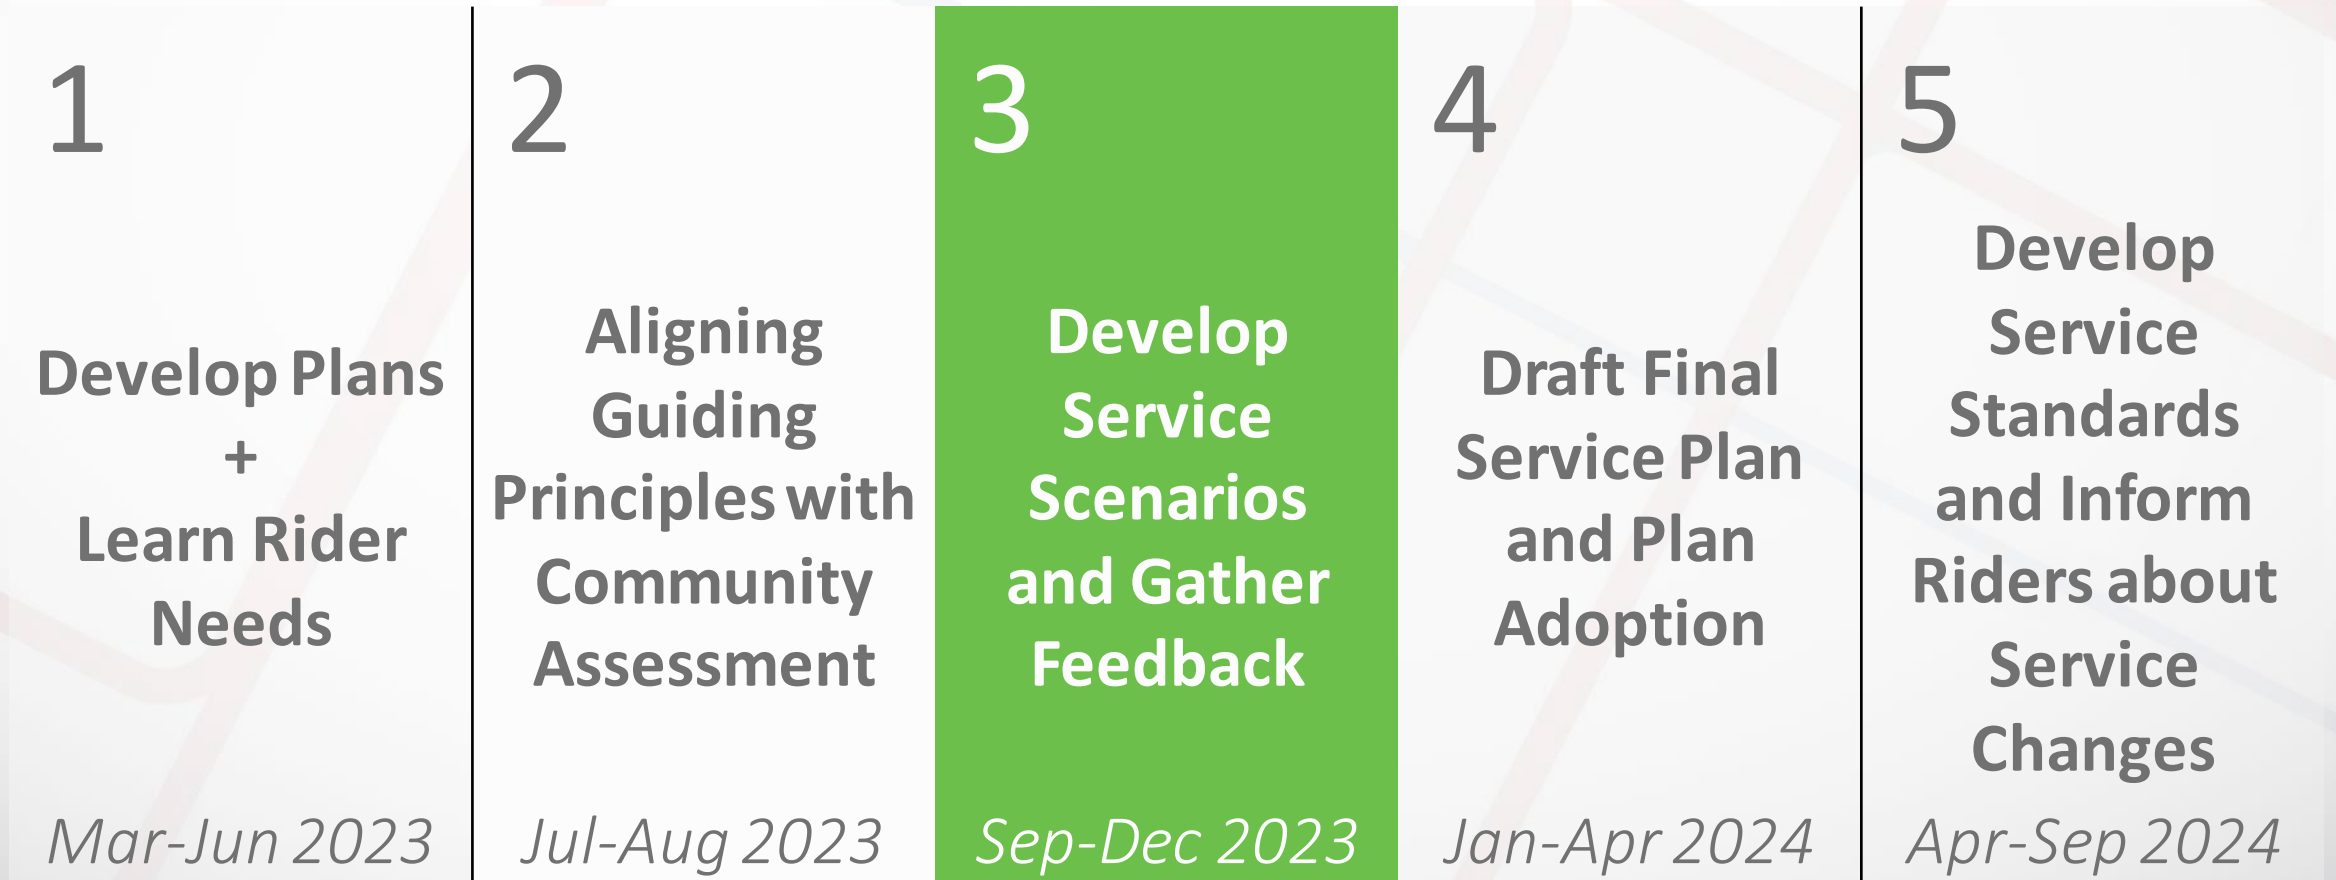 1
Develop Plans
+
Learn Rider
Needs
Mar-Jun 2023
2
Aligning
Guiding
Principles with
Community
Assessment
Jul-Aug 2023
3
Develop
Service
Scenarios
and Gather
Feedback
Sep-Dec 2023
4
Draft Final
Service Plan
and Plan
Adoption
Jan-Apr 2024
5
Develop
Service
Standards
and Inform
Riders about
Service
Changes
Apr-Sep 2024